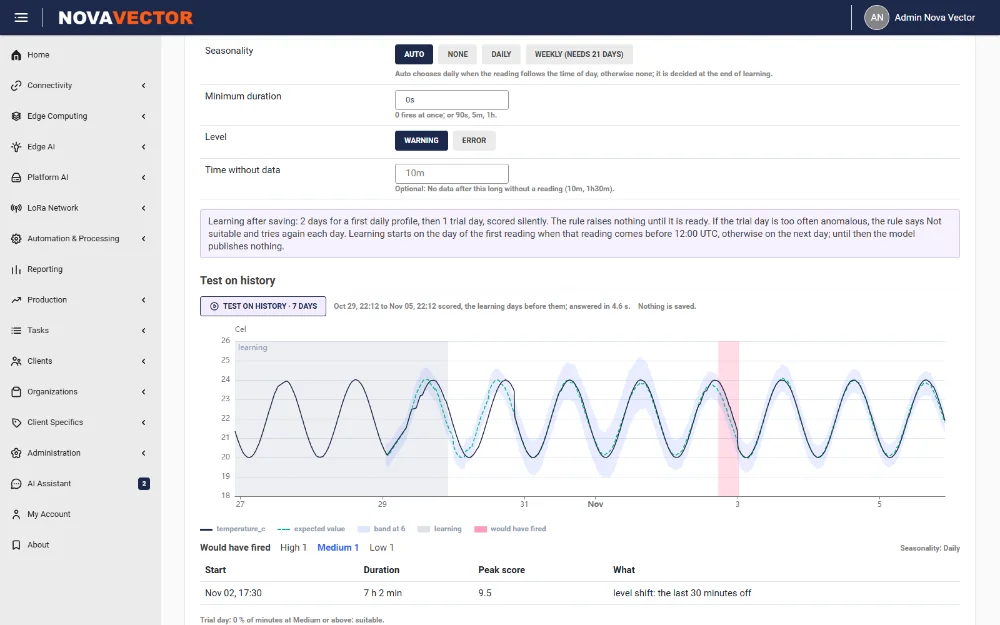 NOVAVECTOR
AN Admin Nova Vector
Home
Connectivity
Edge Computing
Edge AI
Platform AI
LoRa Network
Automation & Processing
Reporting
Production
Tasks
Clients
Organizations
Client Specifics
Administration
AI Assistant 2
My Account
About
Seasonality AUTO NONE DAILY WEEKLY (NEEDS 21 DAYS)
Auto chooses daily when the reading follows the time of day, otherwise none; it is decided at the end of learning.
Minimum duration 0s
0 fires at once; or 90s, 5m, 1h.
Level WARNING ERROR
Time without data 10m
Optional: No data after this long without a reading (10m, 1h30m).
Learning after saving: 2 days for a first daily profile, then 1 trial day, scored silently. The rule raises nothing until it is ready. If the trial day is too often anomalous, the rule says Not
suitable and tries again each day. Learning starts on the day of the first reading when that reading comes before 12:00 UTC, otherwise on the next day; until then the model
publishes nothing.
Test on history
TEST ON HISTORY · 7 DAYS Oct 29, 22:12 to Nov 05, 22:12 scored, the learning days before them; answered in 4.6 s. Nothing is saved.
Cel
26
learning
25
24
23
22
21
20
19
18
27 29 31 Nov 3 5
temperature_c expected value band at 6 learning would have fired
Would have fired High 1 Medium 1 Low 1 Seasonality: Daily
Start Duration Peak score What
Nov 02, 17:30 7 h 2 min 9.5 level shift: the last 30 minutes off
Trial day: 0 % of minutes at Medium or above: suitable.